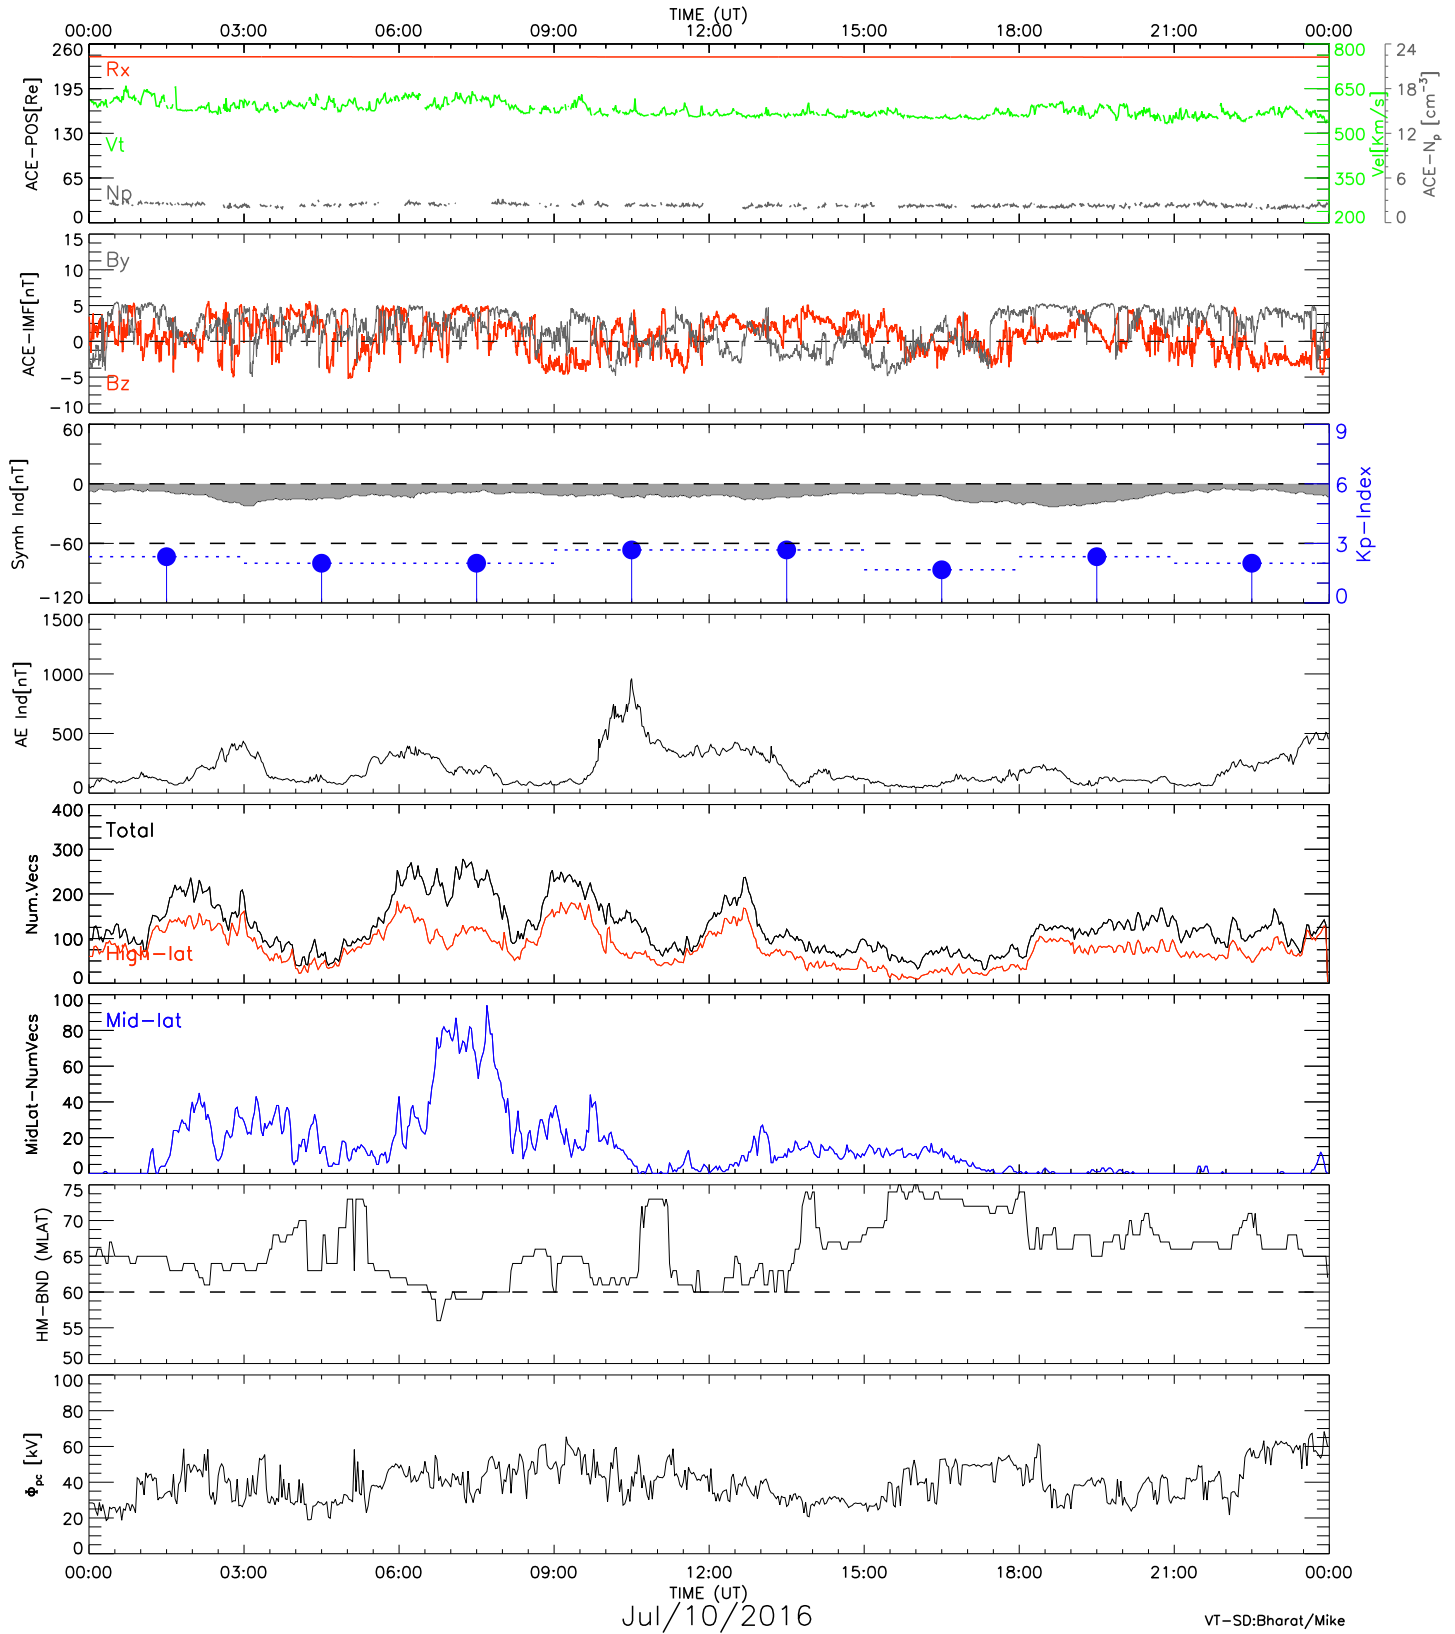 TIME (UT)
00:00 03:00 06:00 09:00 12:00 15:00 18:00 21:00 00:00
ACE-POS[Re]
260
195
130
65
0
Rx
Vt
Np
800
650
500
350
200
Vel[Km/s]
24
18
12
6
0
ACE-Np [cm-3]
ACE-IMF[nT]
15
10
5
0
-5
-10
By
Bz
Symh Ind[nT]
60
0
-60
-120
9
6
3
0
Kp-Index
AE Ind[nT]
1500
1000
500
0
Num.Vecs
400
300
200
100
0
Total
High-lat
MidLat-NumVecs
100
80
60
40
20
0
Mid-lat
HM-BND (MLAT)
75
70
65
60
55
50
Φpc [kV]
100
80
60
40
20
0
00:00 03:00 06:00 09:00 12:00 15:00 18:00 21:00 00:00
TIME (UT)
Jul/10/2016
VT-SD:Bharat/Mike